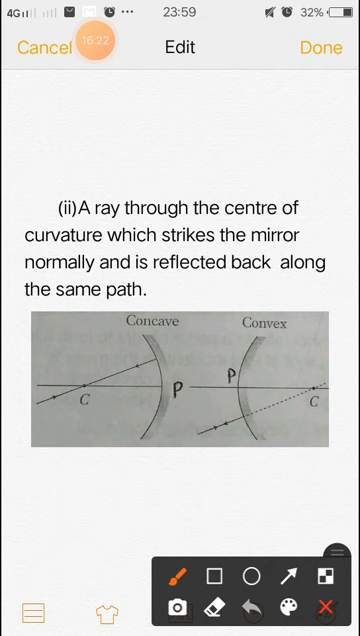 4G 23:59 32%
Cancel 16:22 Edit Done
(ii)A ray through the centre of
curvature which strikes the mirror
normally and is reflected back along
the same path.
Concave Convex
P P
C C